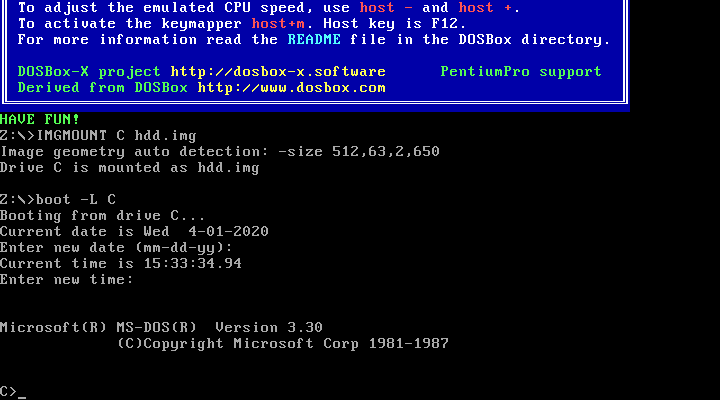 To adjust the emulated CPU speed, use host - and host +.
To activate the keymapper host+m. Host key is F12.
For more information read the README file in the DOSBox directory.
DOSBox-X project http://dosbox-x.software PentiumPro support
Derived from DOSBox http://www.dosbox.com
HAVE FUN!
Z:\>IMGMOUNT C hdd.img
Image geometry auto detection: -size 512,63,2,650
Drive C is mounted as hdd.img
Z:\>boot -L C
Booting from drive C...
Current date is Wed  4-01-2020
Enter new date (mm-dd-yy):
Current time is 15:33:34.94
Enter new time:
Microsoft(R) MS-DOS(R)  Version 3.30
(C)Copyright Microsoft Corp 1981-1987
C>_